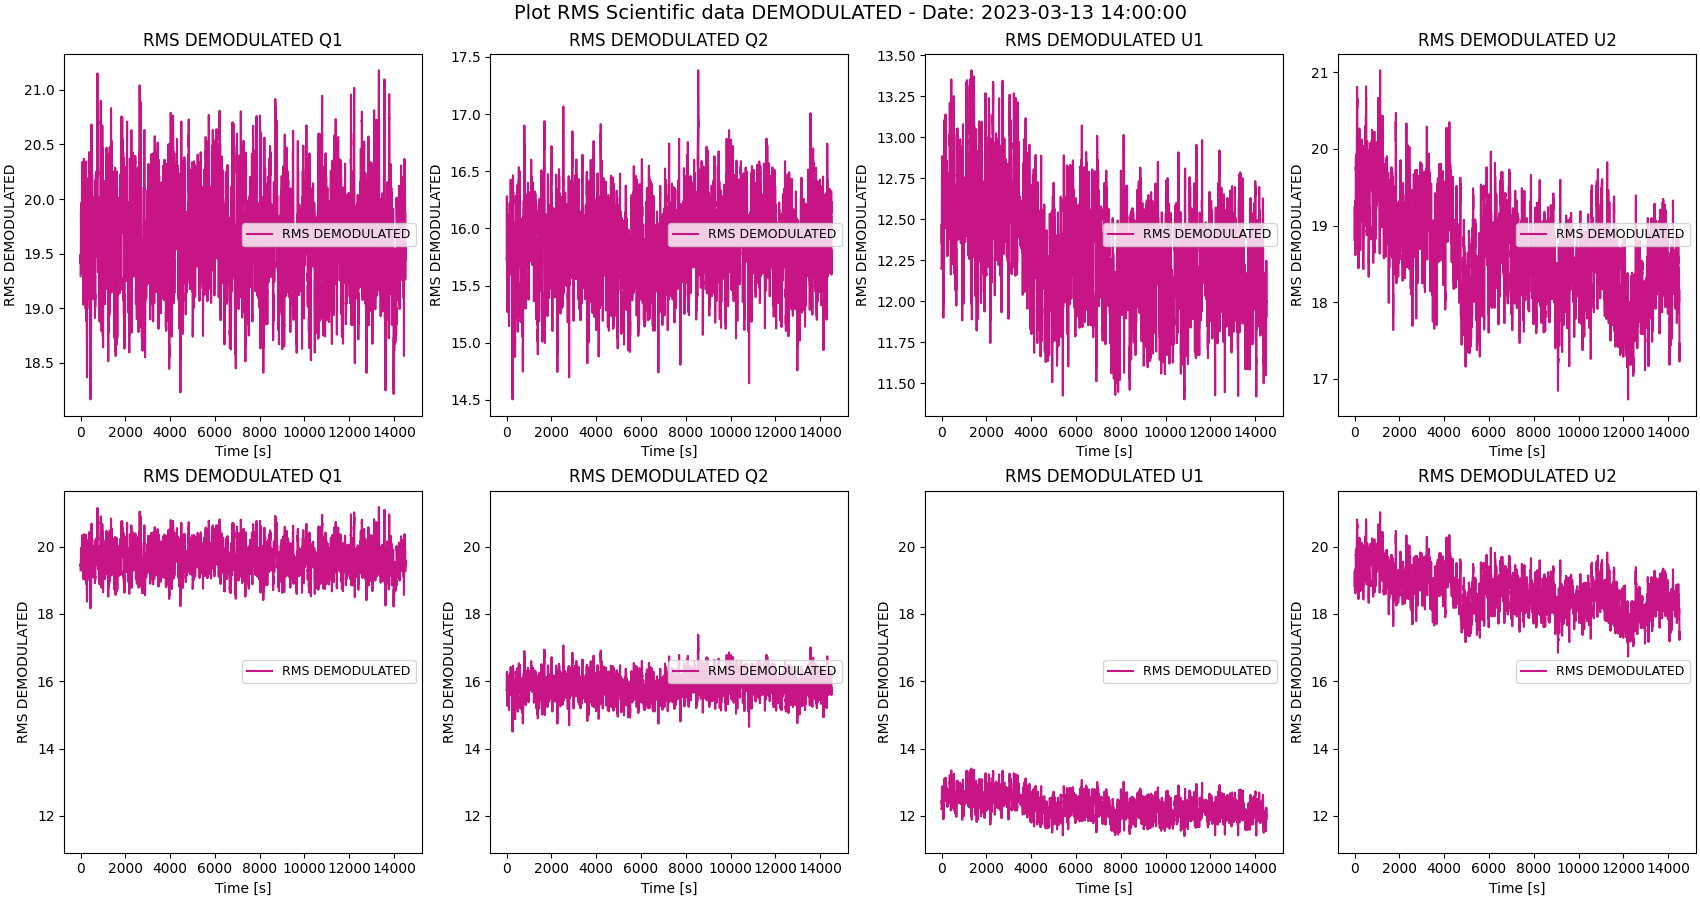 Plot RMS Scientific data DEMODULATED - Date: 2023-03-13 14:00:00
RMS DEMODULATED Q1
RMS DEMODULATED
21.0
20.5
20.0
19.5
19.0
18.5
RMS DEMODULATED
0 2000 4000 6000 8000 10000 12000 14000
Time [s]
RMS DEMODULATED Q2
RMS DEMODULATED
17.5
17.0
16.5
16.0
15.5
15.0
14.5
RMS DEMODULATED
0 2000 4000 6000 8000 10000 12000 14000
Time [s]
RMS DEMODULATED U1
RMS DEMODULATED
13.50
13.25
13.00
12.75
12.50
12.25
12.00
11.75
11.50
RMS DEMODULATED
0 2000 4000 6000 8000 10000 12000 14000
Time [s]
RMS DEMODULATED U2
RMS DEMODULATED
21
20
19
18
17
RMS DEMODULATED
0 2000 4000 6000 8000 10000 12000 14000
Time [s]
RMS DEMODULATED Q1
RMS DEMODULATED
20
18
16
14
12
RMS DEMODULATED
0 2000 4000 6000 8000 10000 12000 14000
Time [s]
RMS DEMODULATED Q2
RMS DEMODULATED
20
18
16
14
12
RMS DEMODULATED
0 2000 4000 6000 8000 10000 12000 14000
Time [s]
RMS DEMODULATED U1
RMS DEMODULATED
20
18
16
14
12
RMS DEMODULATED
0 2000 4000 6000 8000 10000 12000 14000
Time [s]
RMS DEMODULATED U2
RMS DEMODULATED
20
18
16
14
12
RMS DEMODULATED
0 2000 4000 6000 8000 10000 12000 14000
Time [s]